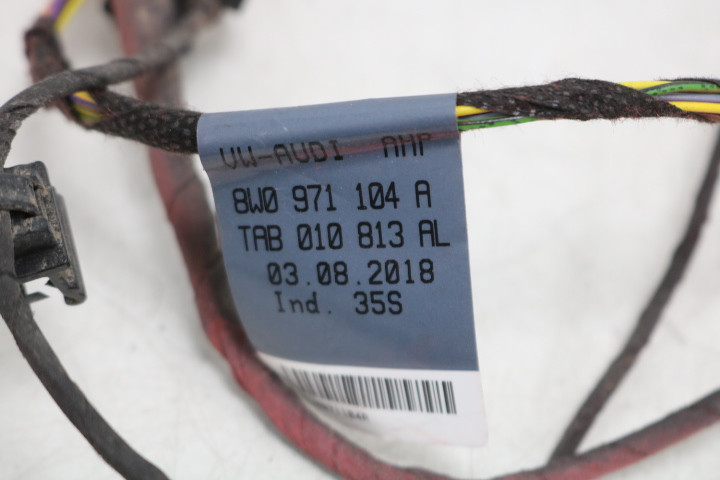 VW-AUDI AMP
8W0 971 104 A
TAB 010 813 AL
03.08.2018
Ind. 35S